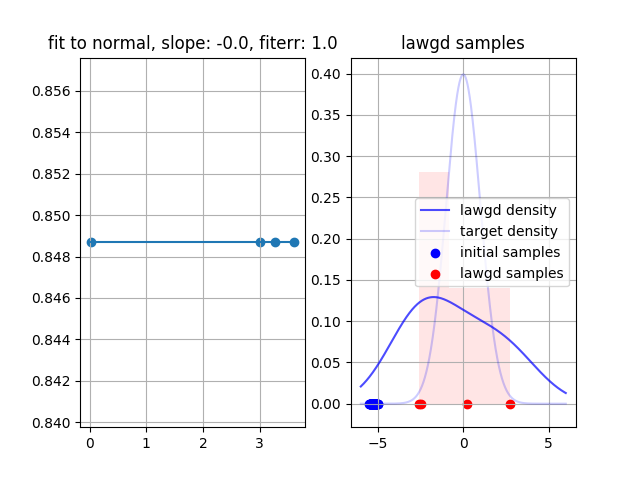 fit to normal, slope: -0.0, fiterr: 1.0
0.856
0.854
0.852
0.850
0.848
0.846
0.844
0.842
0.840
0 1 2 3
lawgd samples
0.40
0.35
0.30
0.25
0.20
0.15
0.10
0.05
0.00
lawgd density
target density
initial samples
lawgd samples
−5 0 5